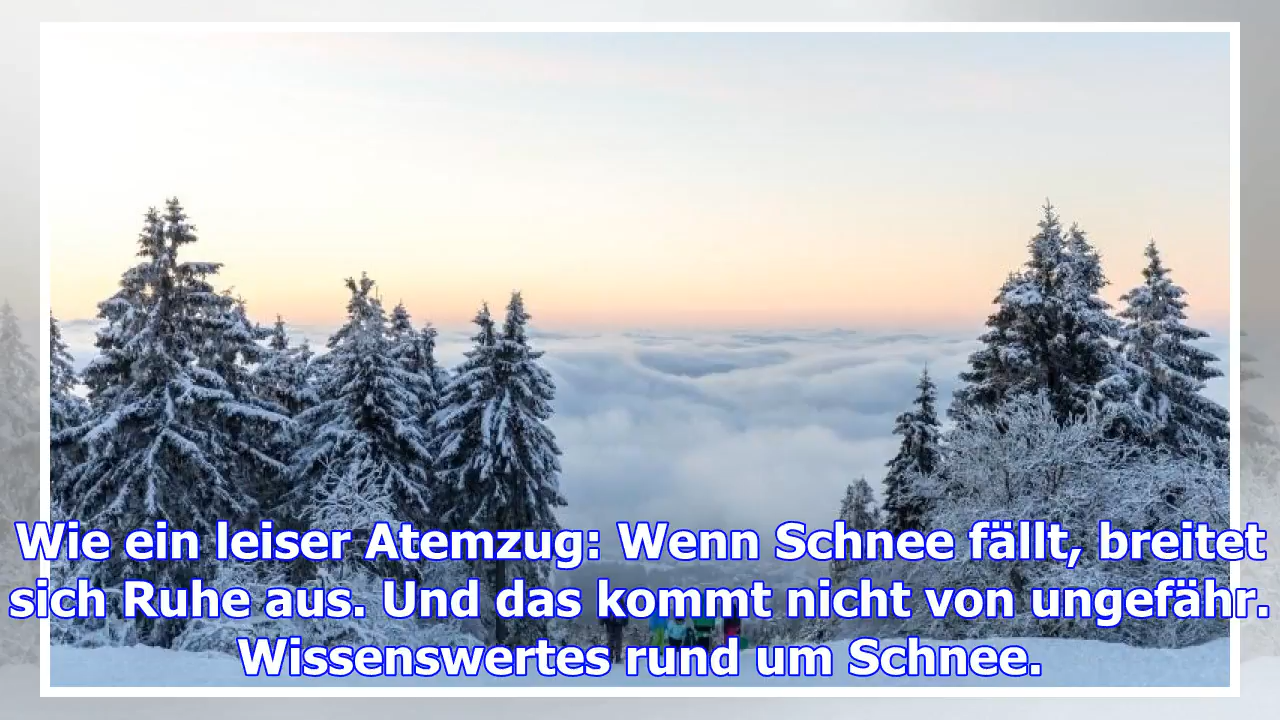 Wie ein leiser Atemzug: Wenn Schnee fällt, breitet
sich Ruhe aus. Und das kommt nicht von ungefähr.
Wissenswertes rund um Schnee.